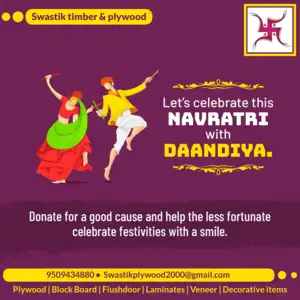 Swastik timber & plywood
Let's celebrate this
NAVRATRI
with
DAANDIYA.
Donate for a good cause and help the less fortunate
celebrate festivities with a smile.
9509434880 ● Swastikplywood2000@gmail.com
Plywood | Block Board | Flushdoor | Laminates | Veneer | Decorative items